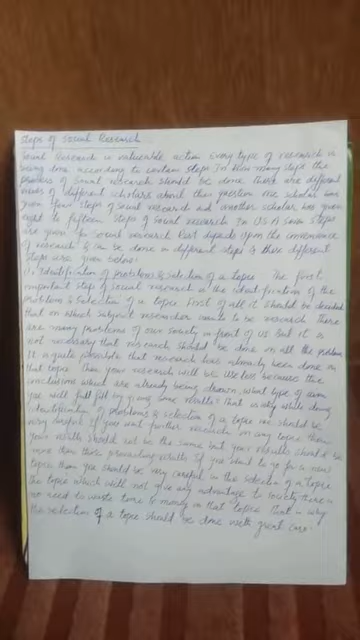 Steps of Social Research
Social Research is valuable action Every type of research is
being done according to certain steps. In How many steps the
process of Social research should be done. There are different
views of different scholars about this question. One scholar has
given four steps of Social research and another scholar has given
eight to fifteen steps of Social research. In U.S.A Seven steps
are given. In social research Last depends upon the convenience
of research & can be done in different steps & these different
steps are given below:
Identification of problems & selection of a topic The first
important step of social research is the identification of the
problems & selection of a topic. First of all it should be decided
that on which subject researcher wants to be research There
are many problems of our society in front of us. But it is
not necessary that research should be done on all the problems
It is quite possible that research has already been done on
that topic. Then your research will be useless because the
conclusions which are already being drawn, what type of
you will full fill by giving same results. That is why while doing
identification of problems & selection of a topic we should be
very careful. If you want further research on any topic then
your results should not be the same but your results should be
more than those preceding results. If you want to go for a new
topic then you should be very careful in the selection of a topic
the topic which will not give any advantage to society there is
no need to waste time & money on that topic. That is why
the selection of a topic should be done with great care.